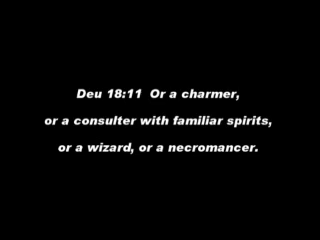 Deu 18:11  Or a charmer,
or a consulter with familiar spirits,
or a wizard, or a necromancer.